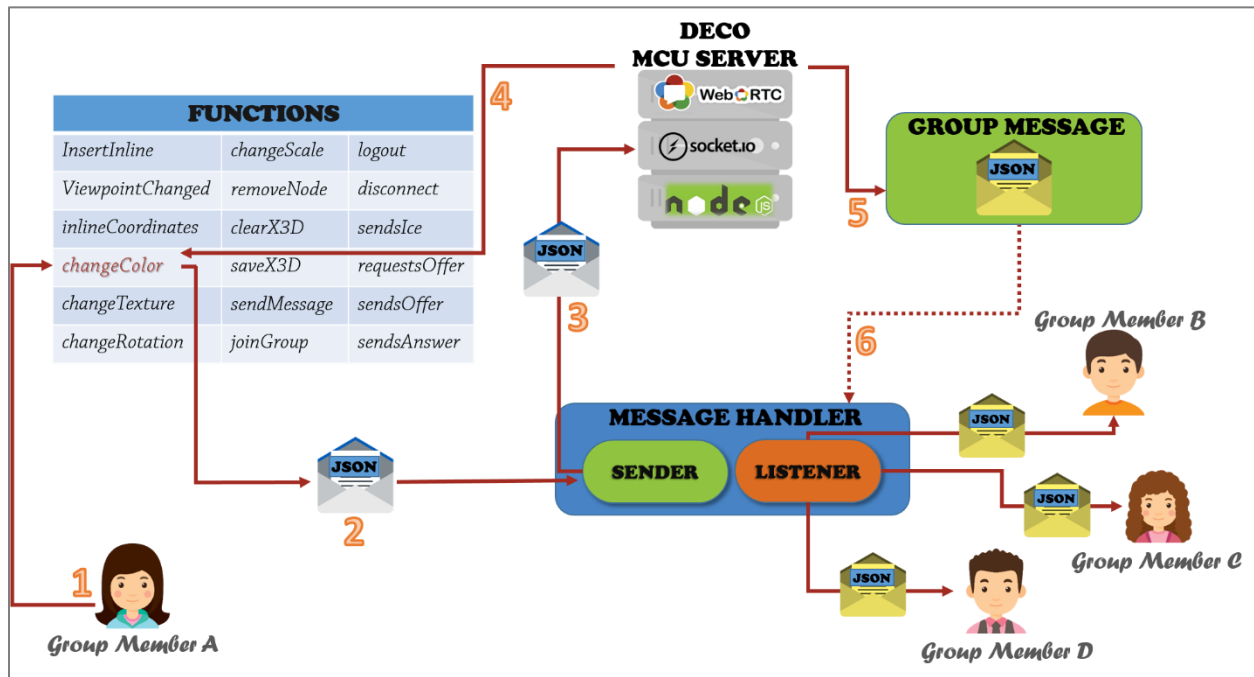 DECO
MCU SERVER
WebRTC
socket.io
node
JS
4
FUNCTIONS
InsertInline changeScale logout
ViewpointChanged removeNode disconnect
inlineCoordinates clearX3D sendsIce
changeColor saveX3D requestsOffer
changeTexture sendMessage sendsOffer
changeRotation joinGroup sendsAnswer
GROUP MESSAGE
JSON
5
JSON
3
6
Group Member B
MESSAGE HANDLER
SENDER
LISTENER
JSON
JSON
2
JSON
Group Member C
JSON
Group Member D
1
Group Member A